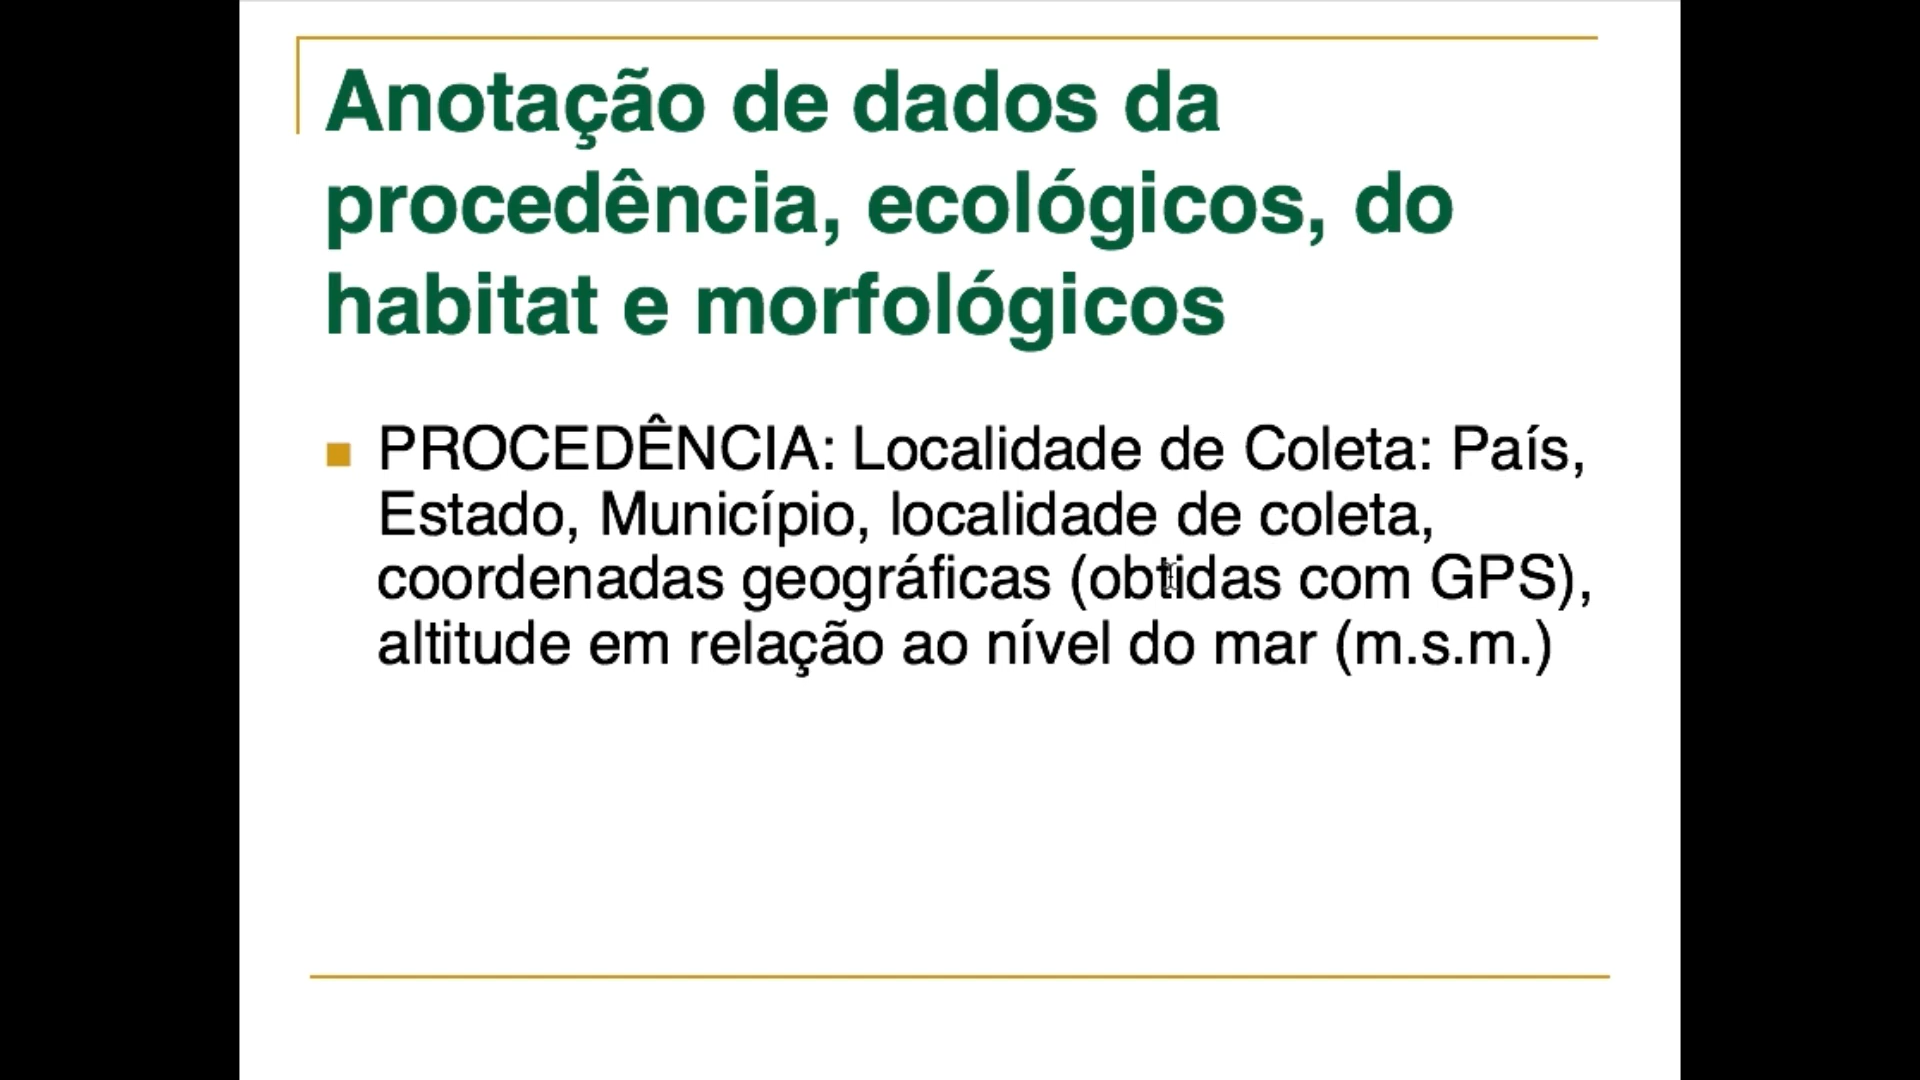 Anotação de dados da
procedência, ecológicos, do
habitat e morfológicos
PROCEDÊNCIA: Localidade de Coleta: País,
Estado, Município, localidade de coleta,
coordenadas geográficas (obtidas com GPS),
altitude em relação ao nível do mar (m.s.m.)